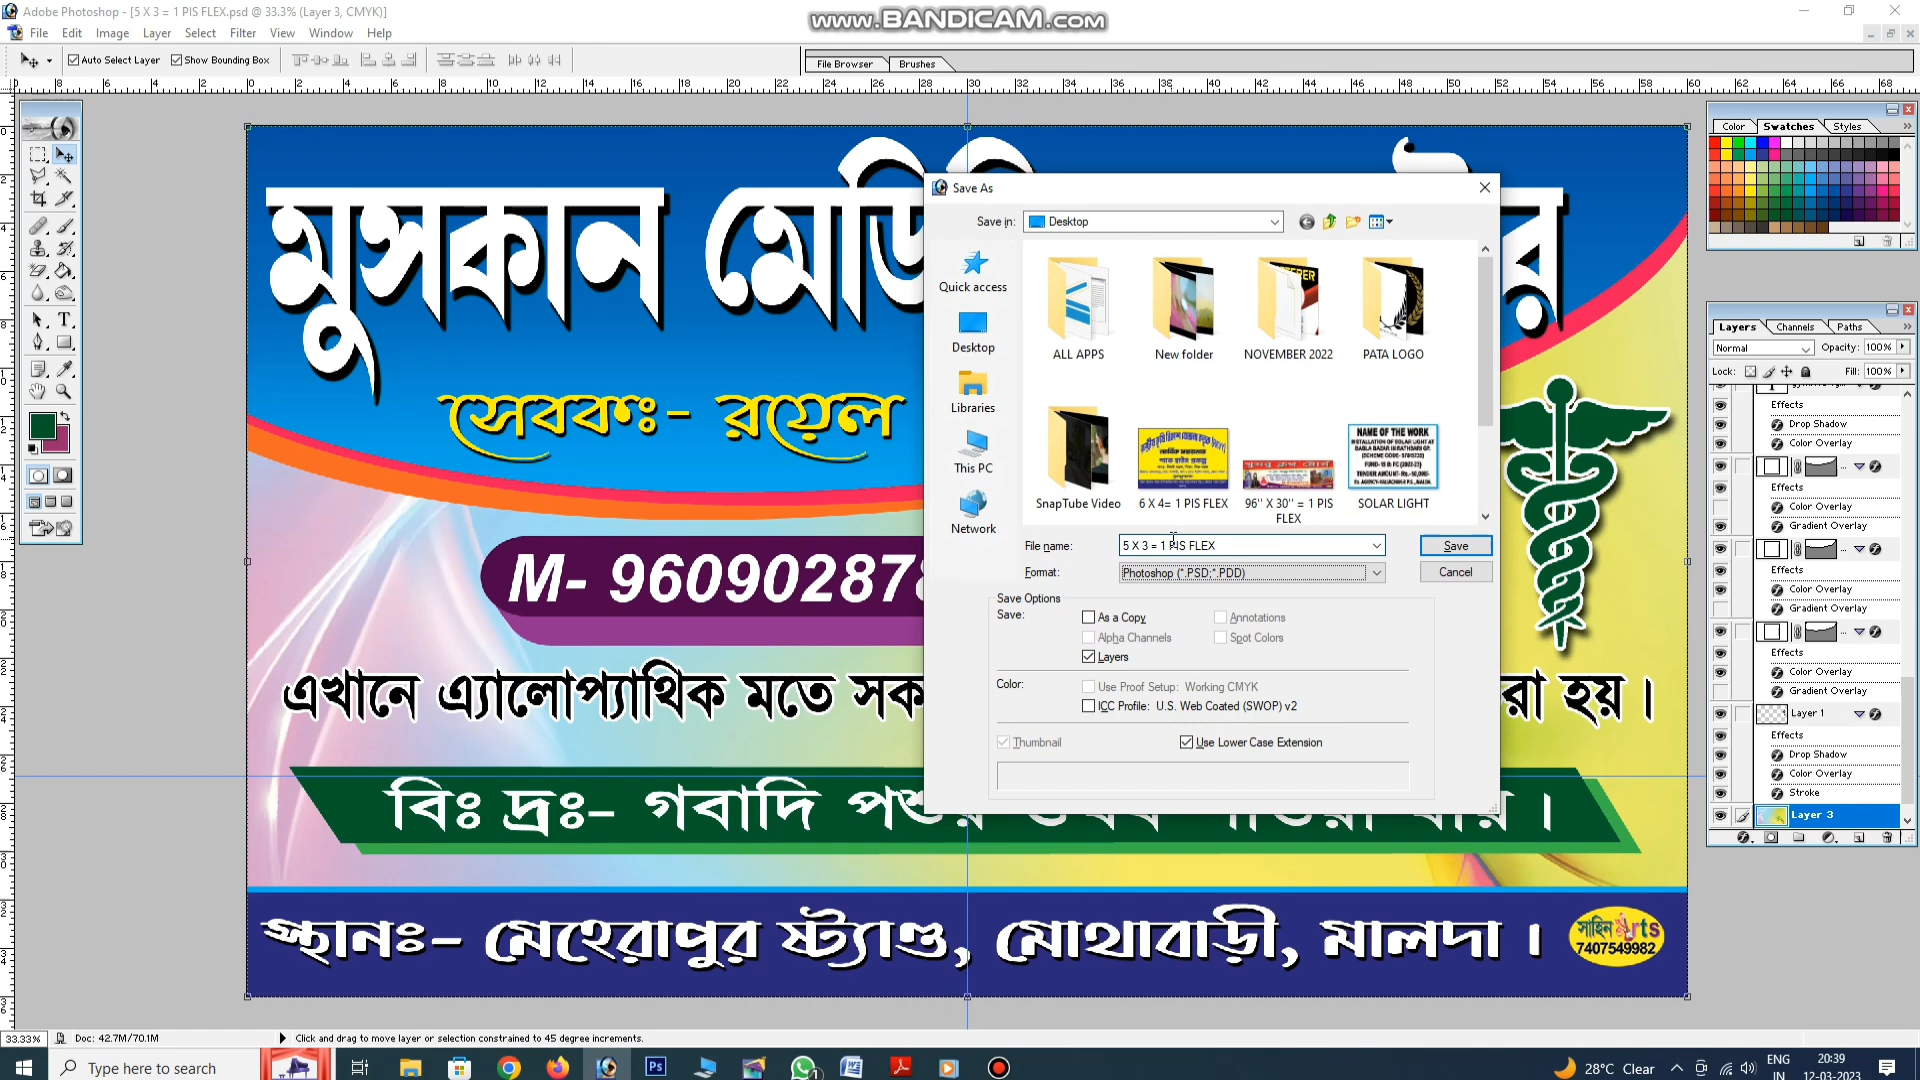 Adobe Photoshop - [5 X 3 = 1 PIS FLEX.psd @ 33.3% (Layer 3, CMYK)]
www.BANDICAM.com
File Edit Image Layer Select Filter View Window Help
Auto Select Layer Show Bounding Box
File Browser Brushes
Color Swatches Styles
মুসকান মেডি
র
সেবকঃ- রয়েল
M- 960902878
এখানে এ্যালোপ্যাথিক মতে সক
রা হয়।
বিঃ দ্রঃ- গবাদি পশুর
স্থানঃ- মেহেরাপুর ষ্ট্যাণ্ড, মোথাবাড়ী, মালদা।
সাহিন Arts
7407549982
Save As
Save in: Desktop
Quick access
Desktop
Libraries
This PC
Network
ALL APPS
New folder
NOVEMBER 2022
PATA LOGO
SnapTube Video
6 X 4= 1 PIS FLEX
96'' X 30'' = 1 PIS FLEX
SOLAR LIGHT
NAME OF THE WORK
File name: 5 X 3 = 1 PIS FLEX
Save
Format: Photoshop (*.PSD;*.PDD)
Cancel
Save Options
Save: As a Copy Annotations
Alpha Channels Spot Colors
Layers
Color: Use Proof Setup: Working CMYK
ICC Profile: U.S. Web Coated (SWOP) v2
Thumbnail Use Lower Case Extension
Layers Channels Paths
Normal Opacity: 100%
Lock: Fill: 100%
Effects
Drop Shadow
Color Overlay
Effects
Color Overlay
Gradient Overlay
Effects
Color Overlay
Gradient Overlay
Effects
Color Overlay
Gradient Overlay
Layer 1
Effects
Drop Shadow
Color Overlay
Stroke
Layer 3
33.33% Doc: 42.7M/70.1M Click and drag to move layer or selection constrained to 45 degree increments.
Type here to search
28°C Clear
ENG
IN
20:39
12-03-2023